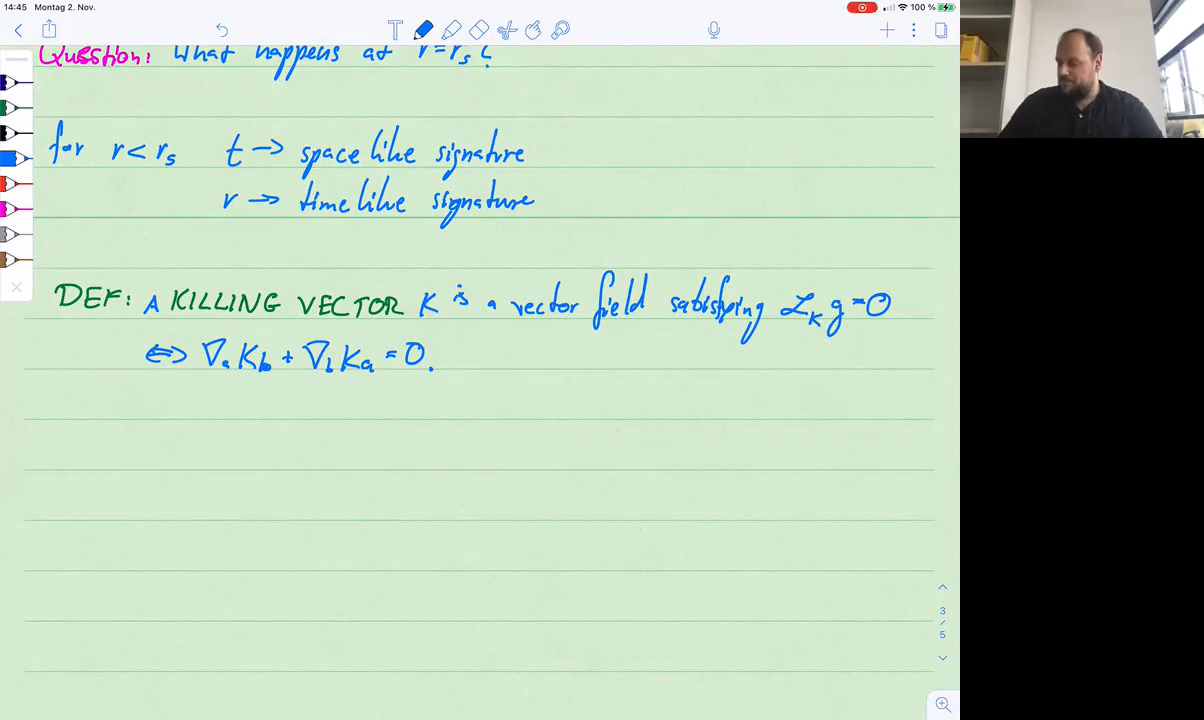 14:45 Montag 2. Nov.
100 %
Question: What happens at r = r_s ?
for r < r_s t → space like signature
r → time like signature
DEF: A KILLING VECTOR K is a vector field satisfying ℒ_K g = 0
⇔ ∇_a K_b + ∇_b K_a = 0.
3
/
5